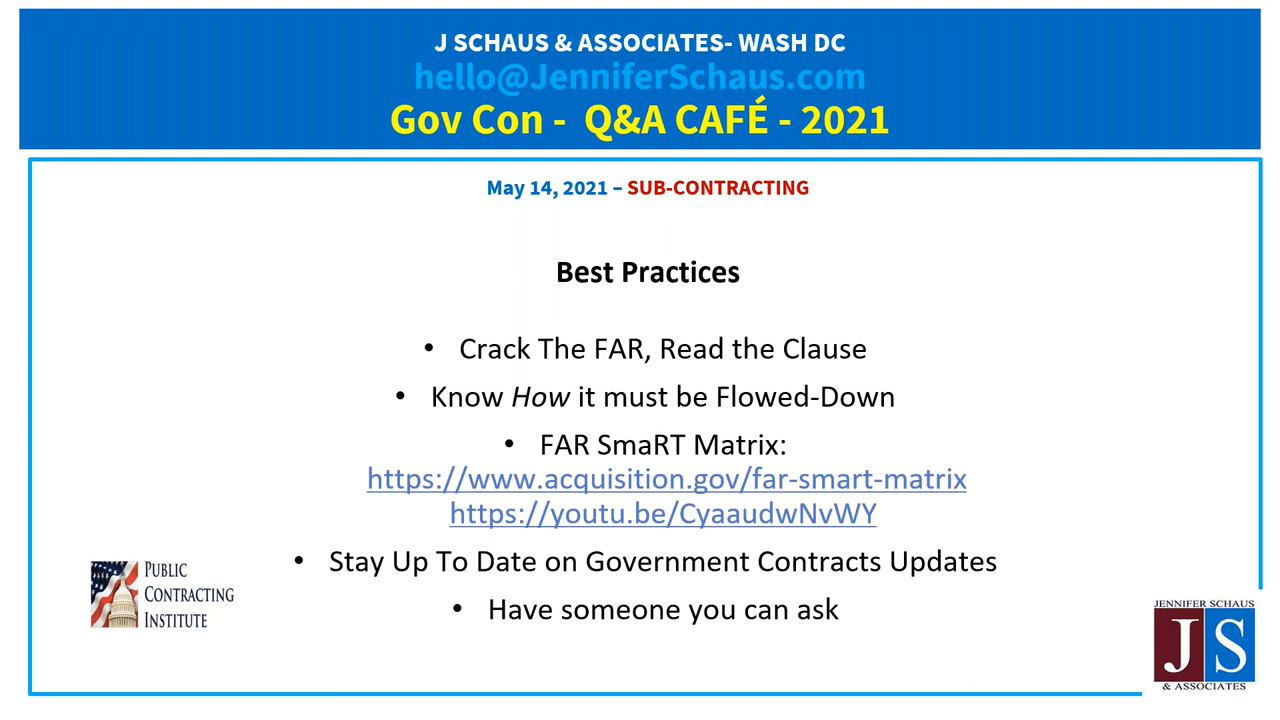 J SCHAUS & ASSOCIATES- WASH DC
hello@JenniferSchaus.com
Gov Con - Q&A CAFÉ - 2021
May 14, 2021 – SUB-CONTRACTING
Best Practices
• Crack The FAR, Read the Clause
• Know How it must be Flowed-Down
• FAR SmaRT Matrix:
https://www.acquisition.gov/far-smart-matrix
https://youtu.be/CyaaudwNvWY
• Stay Up To Date on Government Contracts Updates
• Have someone you can ask
PUBLIC
CONTRACTING
INSTITUTE
JENNIFER SCHAUS
JS
& ASSOCIATES